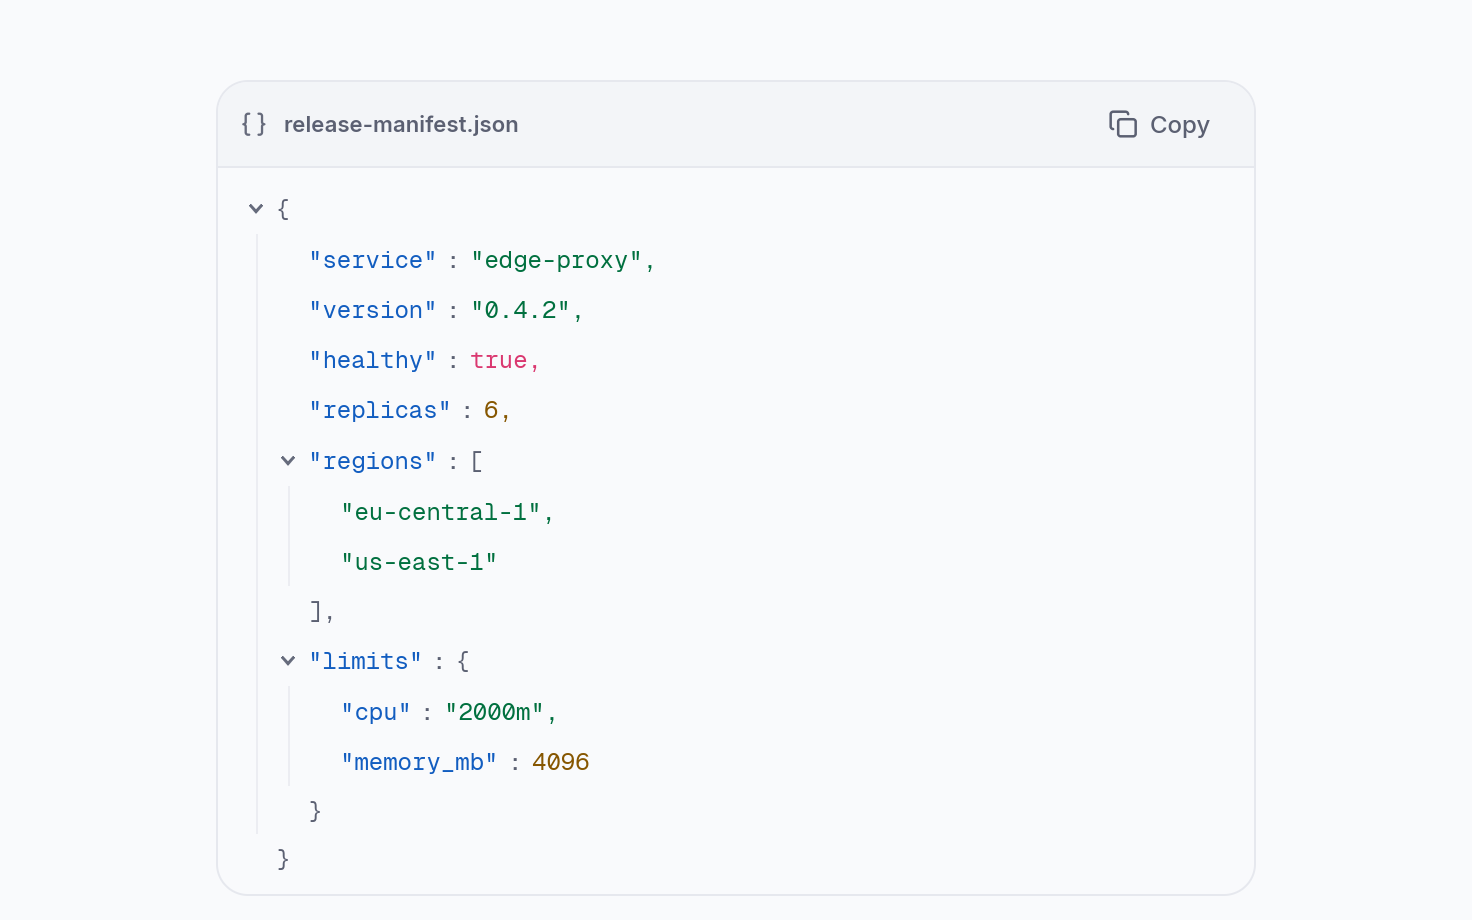 {} release-manifest.json Copy
{
"service" : "edge-proxy",
"version" : "0.4.2",
"healthy" : true,
"replicas" : 6,
"regions" : [
"eu-central-1",
"us-east-1"
],
"limits" : {
"cpu" : "2000m",
"memory_mb" : 4096
}
}